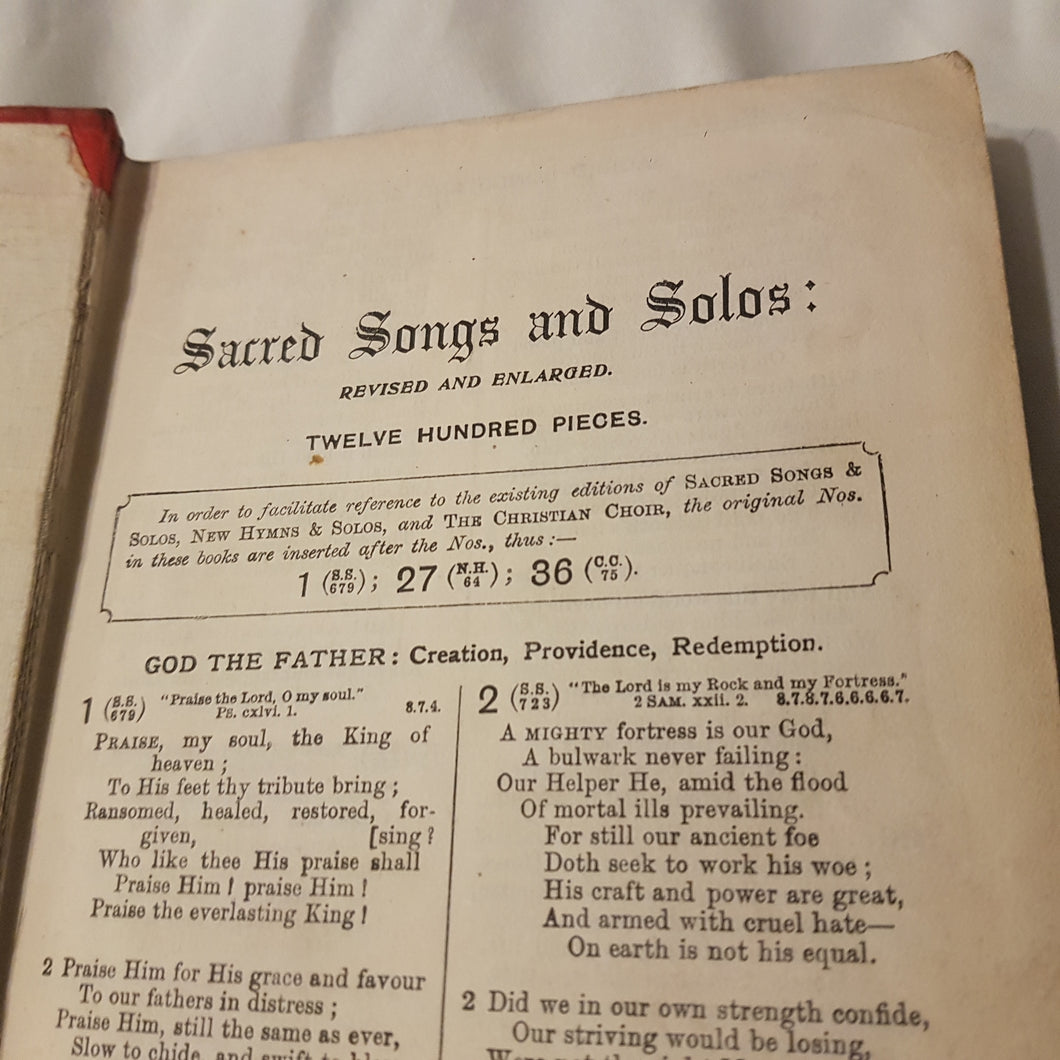 Sacred Songs and Solos:
REVISED AND ENLARGED.
TWELVE HUNDRED PIECES.
In order to facilitate reference to the existing editions of SACRED SONGS &
SOLOS, NEW HYMNS & SOLOS, and THE CHRISTIAN CHOIR, the original Nos.
in these books are inserted after the Nos., thus :—
1 (S.S. 679); 27 (N.H. 64); 36 (C.C. 75).
GOD THE FATHER: Creation, Providence, Redemption.
1 (S.S. 679) "Praise the Lord, O my soul."
Ps. cxlvi. 1. 8.7.4.
PRAISE, my soul, the King of
heaven ;
To His feet thy tribute bring ;
Ransomed, healed, restored, for-
given, [sing?
Who like thee His praise shall
Praise Him! praise Him!
Praise the everlasting King!
2 Praise Him for His grace and favour
To our fathers in distress ;
Praise Him, still the same as ever,
Slow to chide, and swift to
2 (S.S. 723) "The Lord is my Rock and my Fortress."
2 SAM. xxii. 2. 8.7.8.7.6.6.6.6.7.
A MIGHTY fortress is our God,
A bulwark never failing :
Our Helper He, amid the flood
Of mortal ills prevailing.
For still our ancient foe
Doth seek to work his woe ;
His craft and power are great,
And armed with cruel hate—
On earth is not his equal.
2 Did we in our own strength confide,
Our striving would be losing,